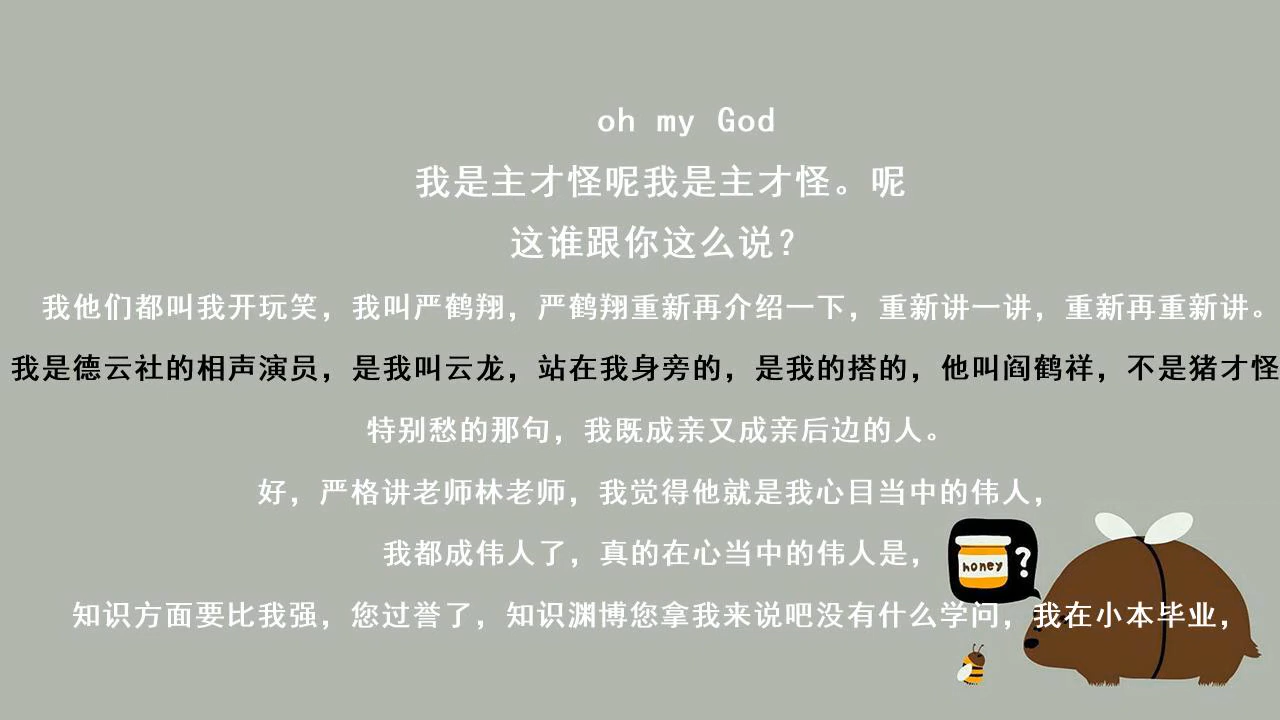 oh my God
我是主才怪呢我是主才怪。呢
这谁跟你这么说？
我他们都叫我开玩笑，我叫严鹤翔，严鹤翔重新再介绍一下，重新讲一讲，重新再重新讲。
我是德云社的相声演员，是我叫云龙，站在我身旁的，是我的搭的，他叫阎鹤祥，不是猪才怪
特别愁的那句，我既成亲又成亲后边的人。
好，严格讲老师林老师，我觉得他就是我心目当中的伟人，
我都成伟人了，真的在心当中的伟人是，
honey ?
知识方面要比我强，您过誉了，知识渊博您拿我来说吧没有什么学问，我在小本毕业，